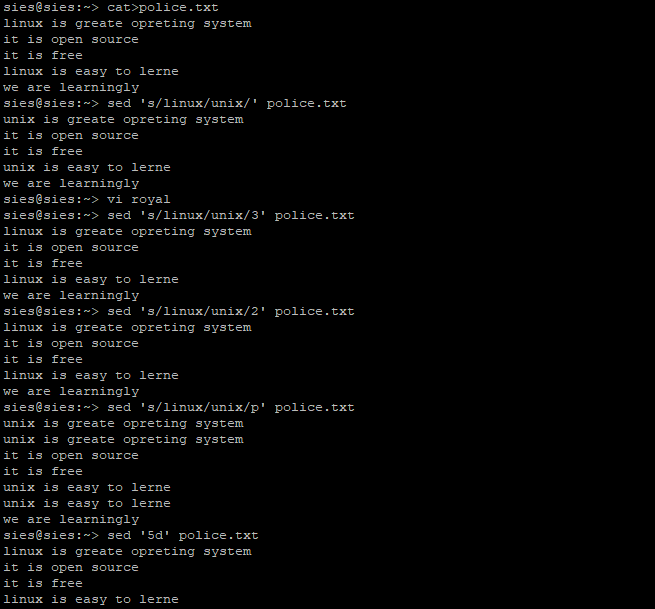 sies@sies:~> cat>police.txt
linux is greate opreting system
it is open source
it is free
linux is easy to lerne
we are learningly
sies@sies:~> sed 's/linux/unix/' police.txt
unix is greate opreting system
it is open source
it is free
unix is easy to lerne
we are learningly
sies@sies:~> vi royal
sies@sies:~> sed 's/linux/unix/3' police.txt
linux is greate opreting system
it is open source
it is free
linux is easy to lerne
we are learningly
sies@sies:~> sed 's/linux/unix/2' police.txt
linux is greate opreting system
it is open source
it is free
linux is easy to lerne
we are learningly
sies@sies:~> sed 's/linux/unix/p' police.txt
unix is greate opreting system
unix is greate opreting system
it is open source
it is free
unix is easy to lerne
unix is easy to lerne
we are learningly
sies@sies:~> sed '5d' police.txt
linux is greate opreting system
it is open source
it is free
linux is easy to lerne